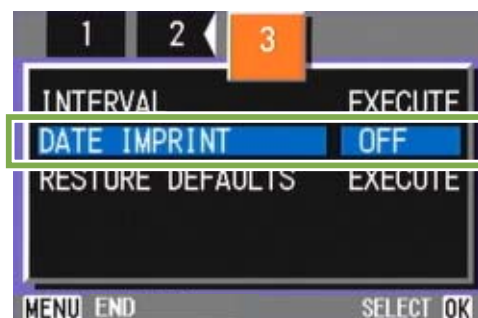 1 2 3
INTERVAL EXECUTE
DATE IMPRINT OFF
RESTORE DEFAULTS EXECUTE
MENU END SELECT OK